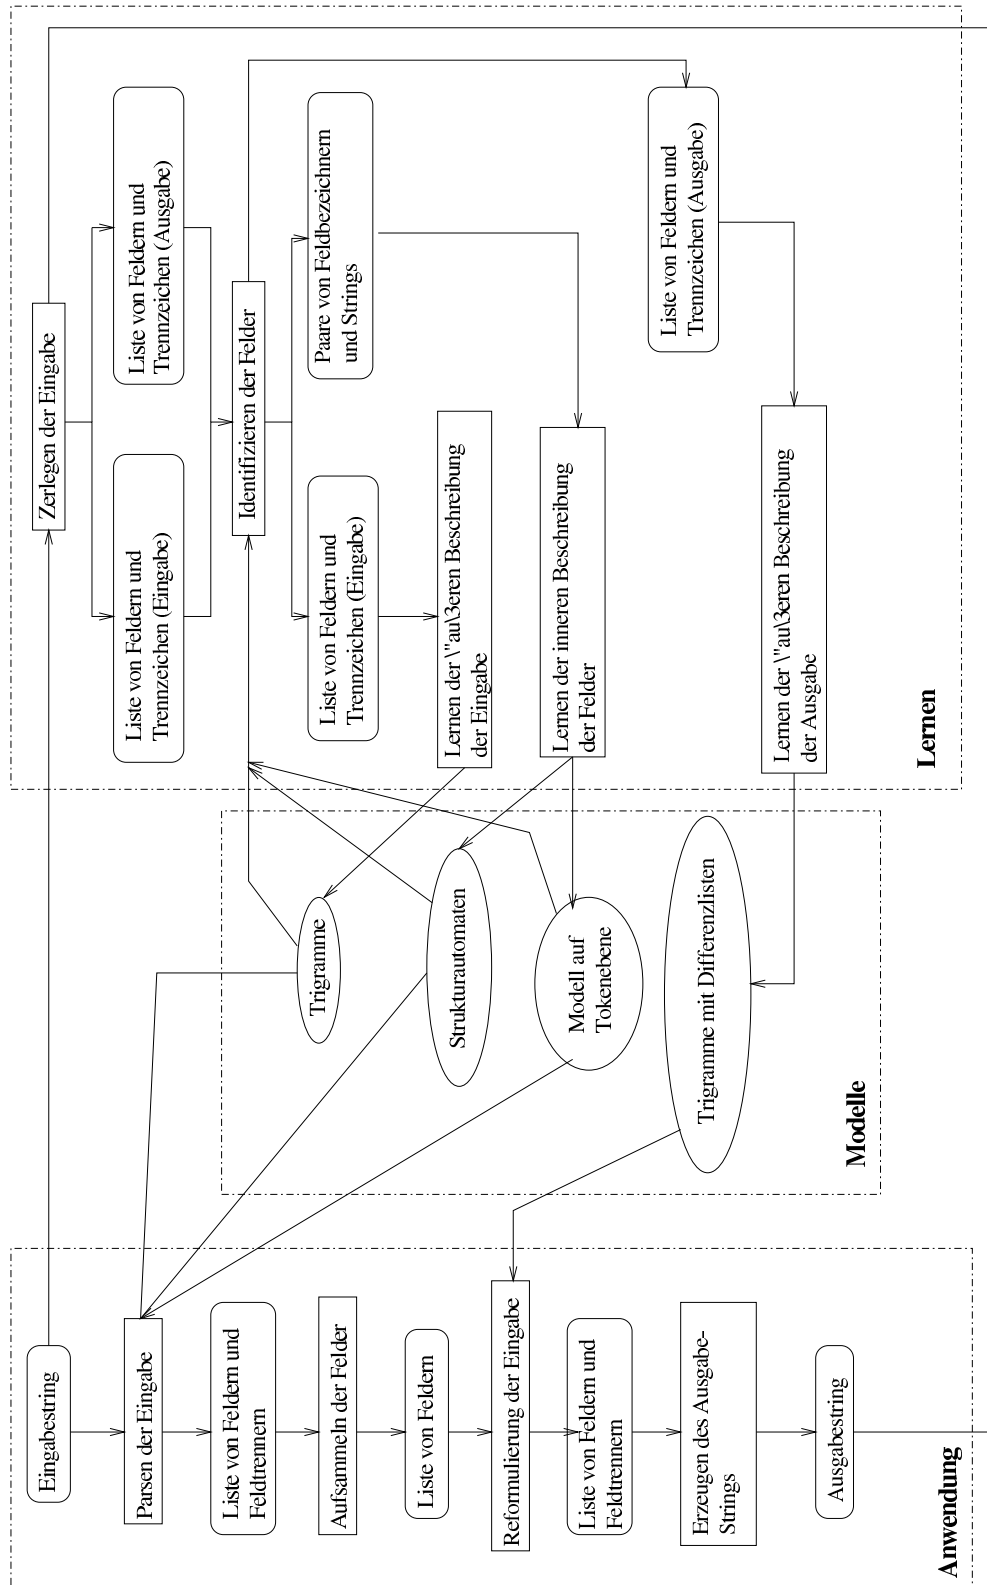 Eingabestring
Parsen der Eingabe
Liste von Feldern und
Feldtrennern
Aufsammeln der Felder
Liste von Feldern
Reformulierung der Eingabe
Liste von Feldern und
Feldtrennern
Erzeugen des Ausgabe-
Strings
Ausgabestring
Anwendung
Trigramme
Strukturautomaten
Modell auf
Tokenebene
Trigramme mit Differenzlisten
Modelle
Zerlegen der Eingabe
Liste von Feldern und
Trennzeichen (Eingabe)
Liste von Feldern und
Trennzeichen (Ausgabe)
Identifizieren der Felder
Liste von Feldern und
Trennzeichen (Eingabe)
Paare von Feldbezeichnern
und Strings
Lernen der \"au\3eren Beschreibung
der Eingabe
Lernen der inneren Beschreibung
der Felder
Liste von Feldern und
Trennzeichen (Ausgabe)
Lernen der \"au\3eren Beschreibung
der Ausgabe
Lernen